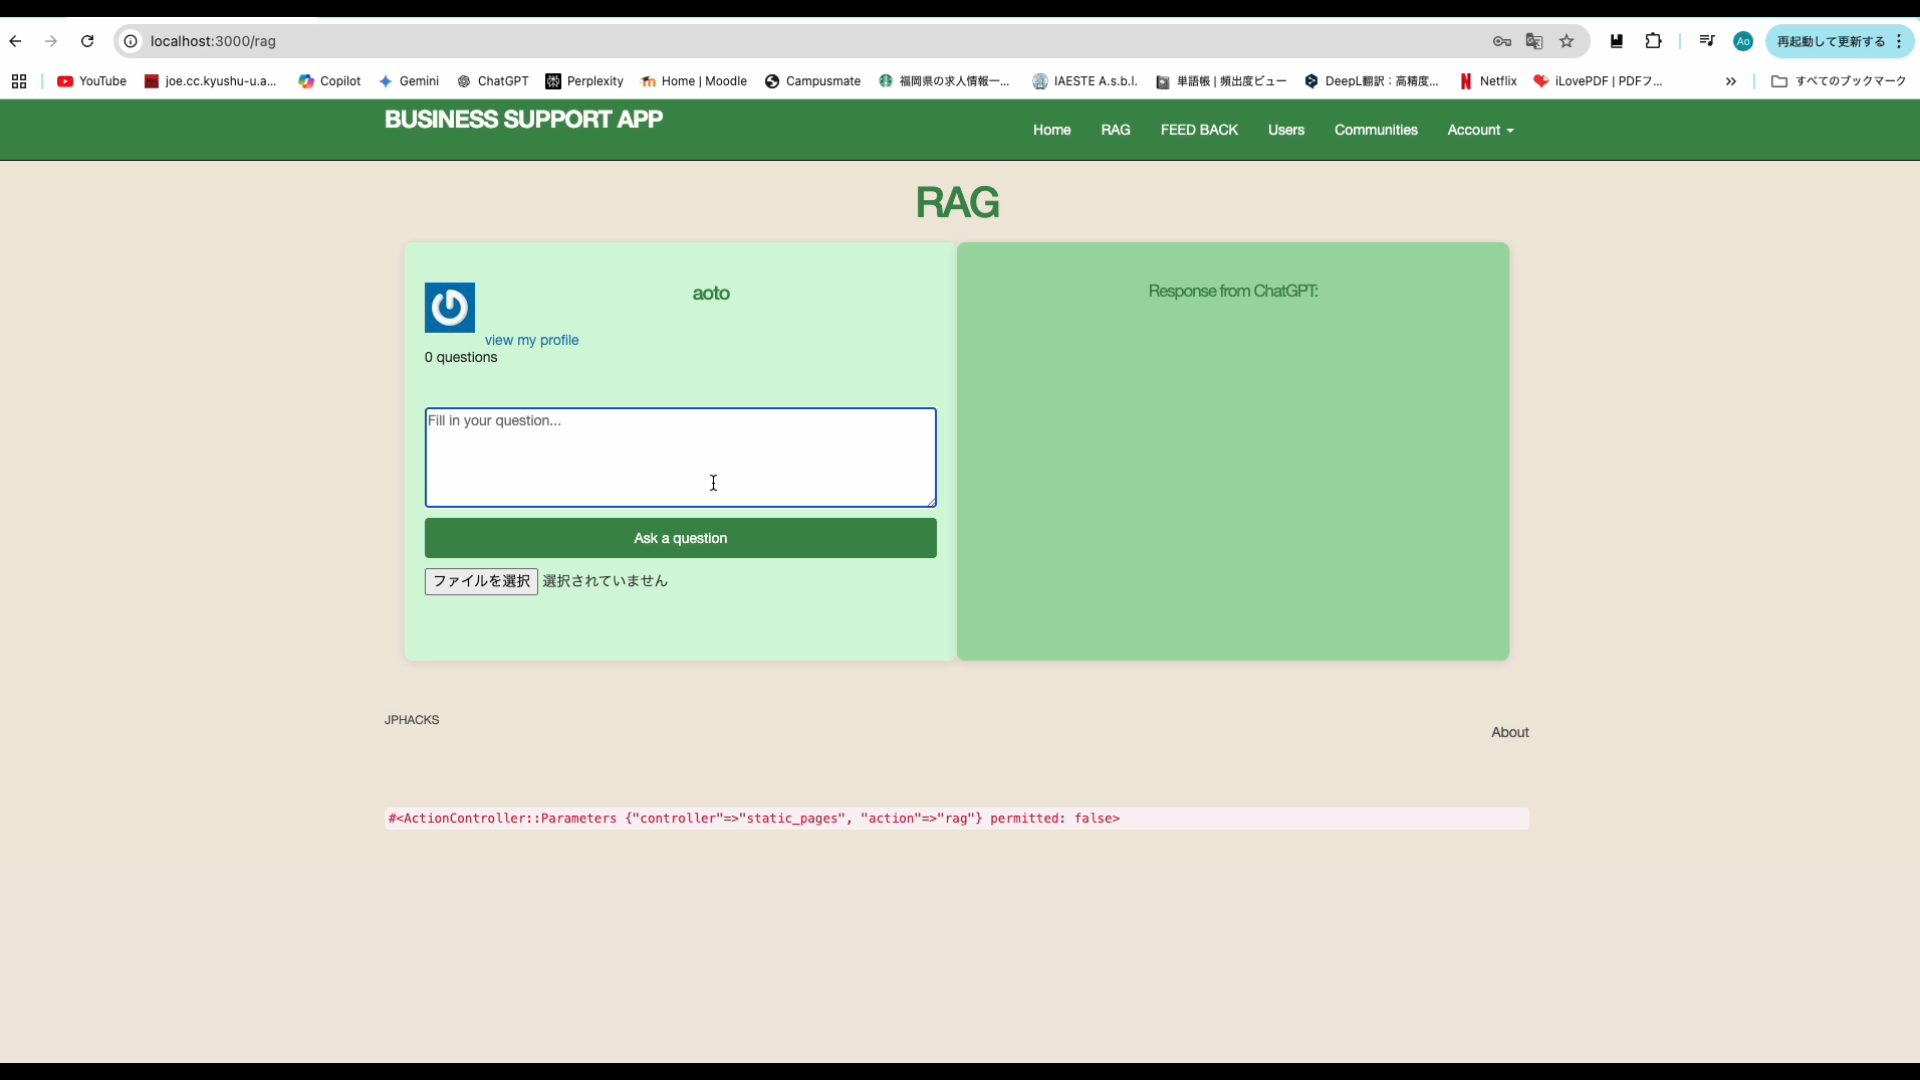 localhost:3000/rag
Ao
再起動して更新する
YouTube
joe.cc.kyushu-u.a...
Copilot
Gemini
ChatGPT
Perplexity
Home | Moodle
Campusmate
福岡県の求人情報一...
IAESTE A.s.b.l.
単語帳 | 頻出度ビュー
DeepL翻訳：高精度...
Netflix
iLovePDF | PDFフ...
すべてのブックマーク
BUSINESS SUPPORT APP
Home
RAG
FEED BACK
Users
Communities
Account
RAG
aoto
view my profile
0 questions
Fill in your question...
Ask a question
ファイルを選択 選択されていません
Response from ChatGPT:
JPHACKS
About
#<ActionController::Parameters {"controller"=>"static_pages", "action"=>"rag"} permitted: false>